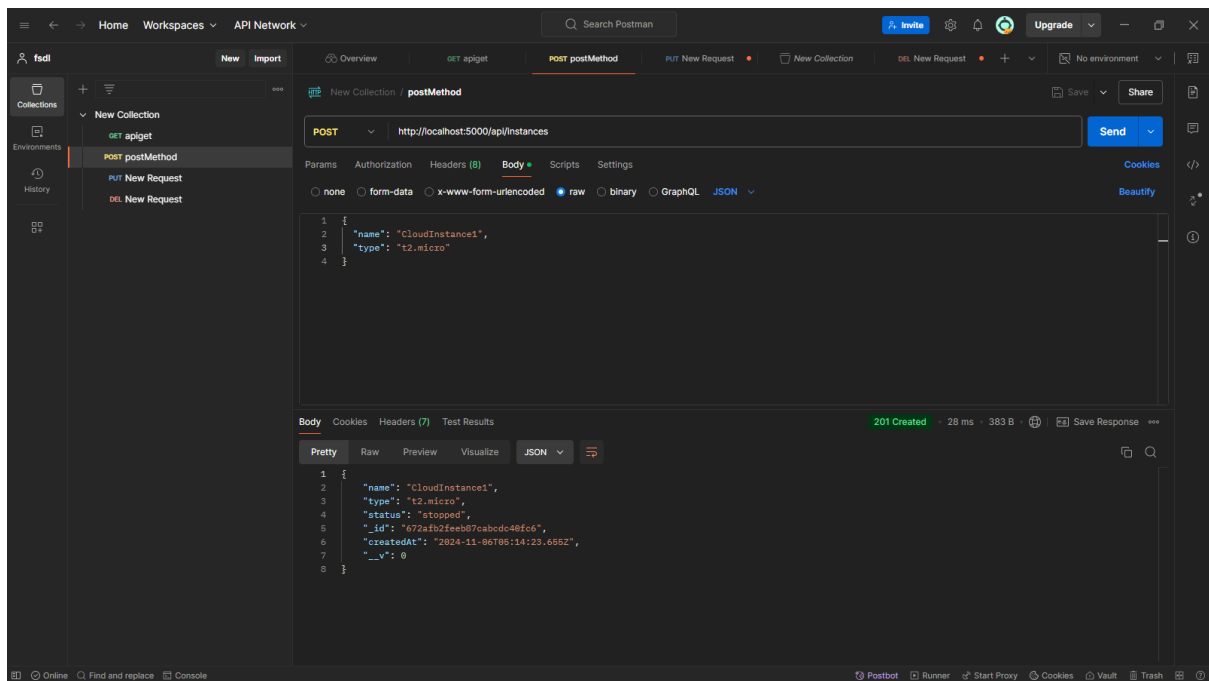 Home Workspaces API Network Search Postman Invite Upgrade
fsdl New Import Overview GET apiget POST postMethod PUT New Request New Collection DEL New Request No environment
Collections
Environments
History
New Collection
GET apiget
POST postMethod
PUT New Request
DEL New Request
HTTP New Collection / postMethod Save Share
POST http://localhost:5000/api/instances Send
Params Authorization Headers (8) Body Scripts Settings Cookies
none form-data x-www-form-urlencoded raw binary GraphQL JSON Beautify
1 {
2 "name": "CloudInstance1",
3 "type": "t2.micro"
4 }
Body Cookies Headers (7) Test Results 201 Created 28 ms 383 B Save Response
Pretty Raw Preview Visualize JSON
1 {
2 "name": "CloudInstance1",
3 "type": "t2.micro",
4 "status": "stopped",
5 "_id": "672afb2feeb87cabcdc40fc6",
6 "createdAt": "2024-11-06T05:14:23.655Z",
7 "__v": 0
8 }
Online Find and replace Console Postbot Runner Start Proxy Cookies Vault Trash